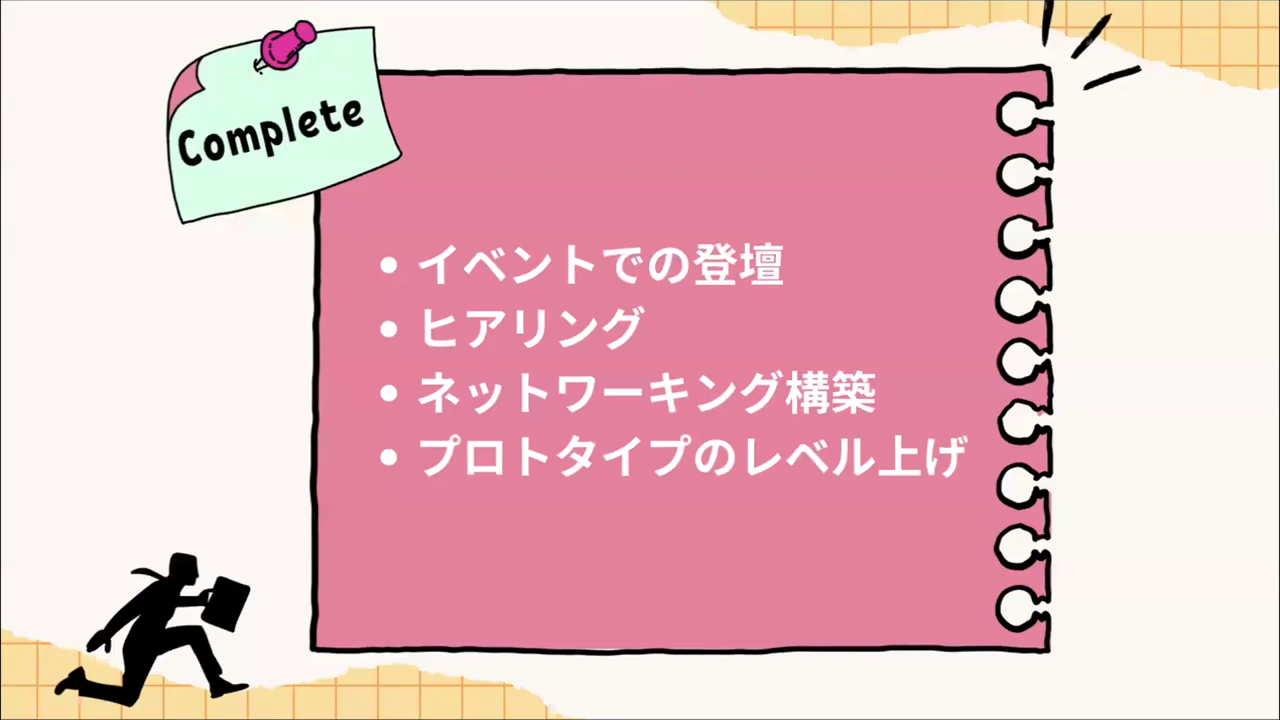 Complete
• イベントでの登壇
• ヒアリング
• ネットワーキング構築
• プロトタイプのレベル上げ